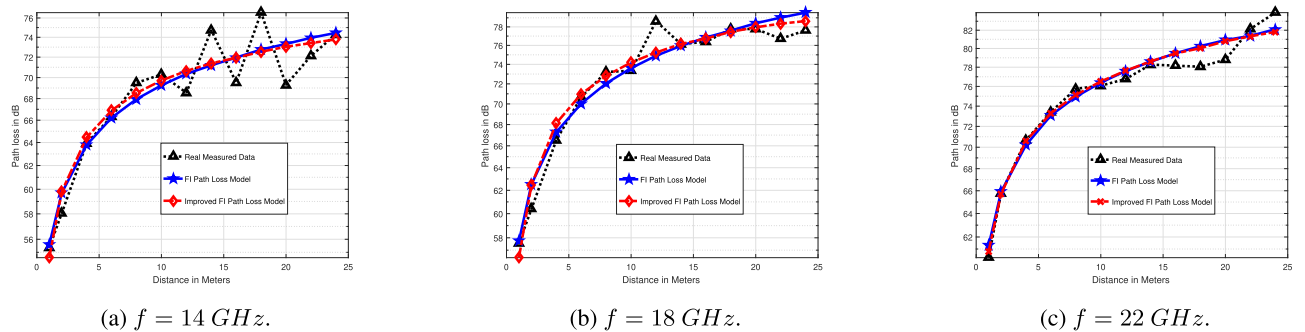 76
74
72
70
68
66
64
62
60
58
56
Path loss in dB
0 5 10 15 20 25
Distance in Meters
Real Measured Data
FI Path Loss Model
Improved FI Path Loss Model
(a) f = 14 GHz.
78
76
74
72
70
68
66
64
62
60
58
Path loss in dB
0 5 10 15 20 25
Distance in Meters
Real Measured Data
FI Path Loss Model
Improved FI Path Loss Model
(b) f = 18 GHz.
82
80
78
76
74
72
70
68
66
64
62
Path loss in dB
0 5 10 15 20 25
Distance in Meters
Real Measured Data
FI Path Loss Model
Improved FI Path Loss Model
(c) f = 22 GHz.